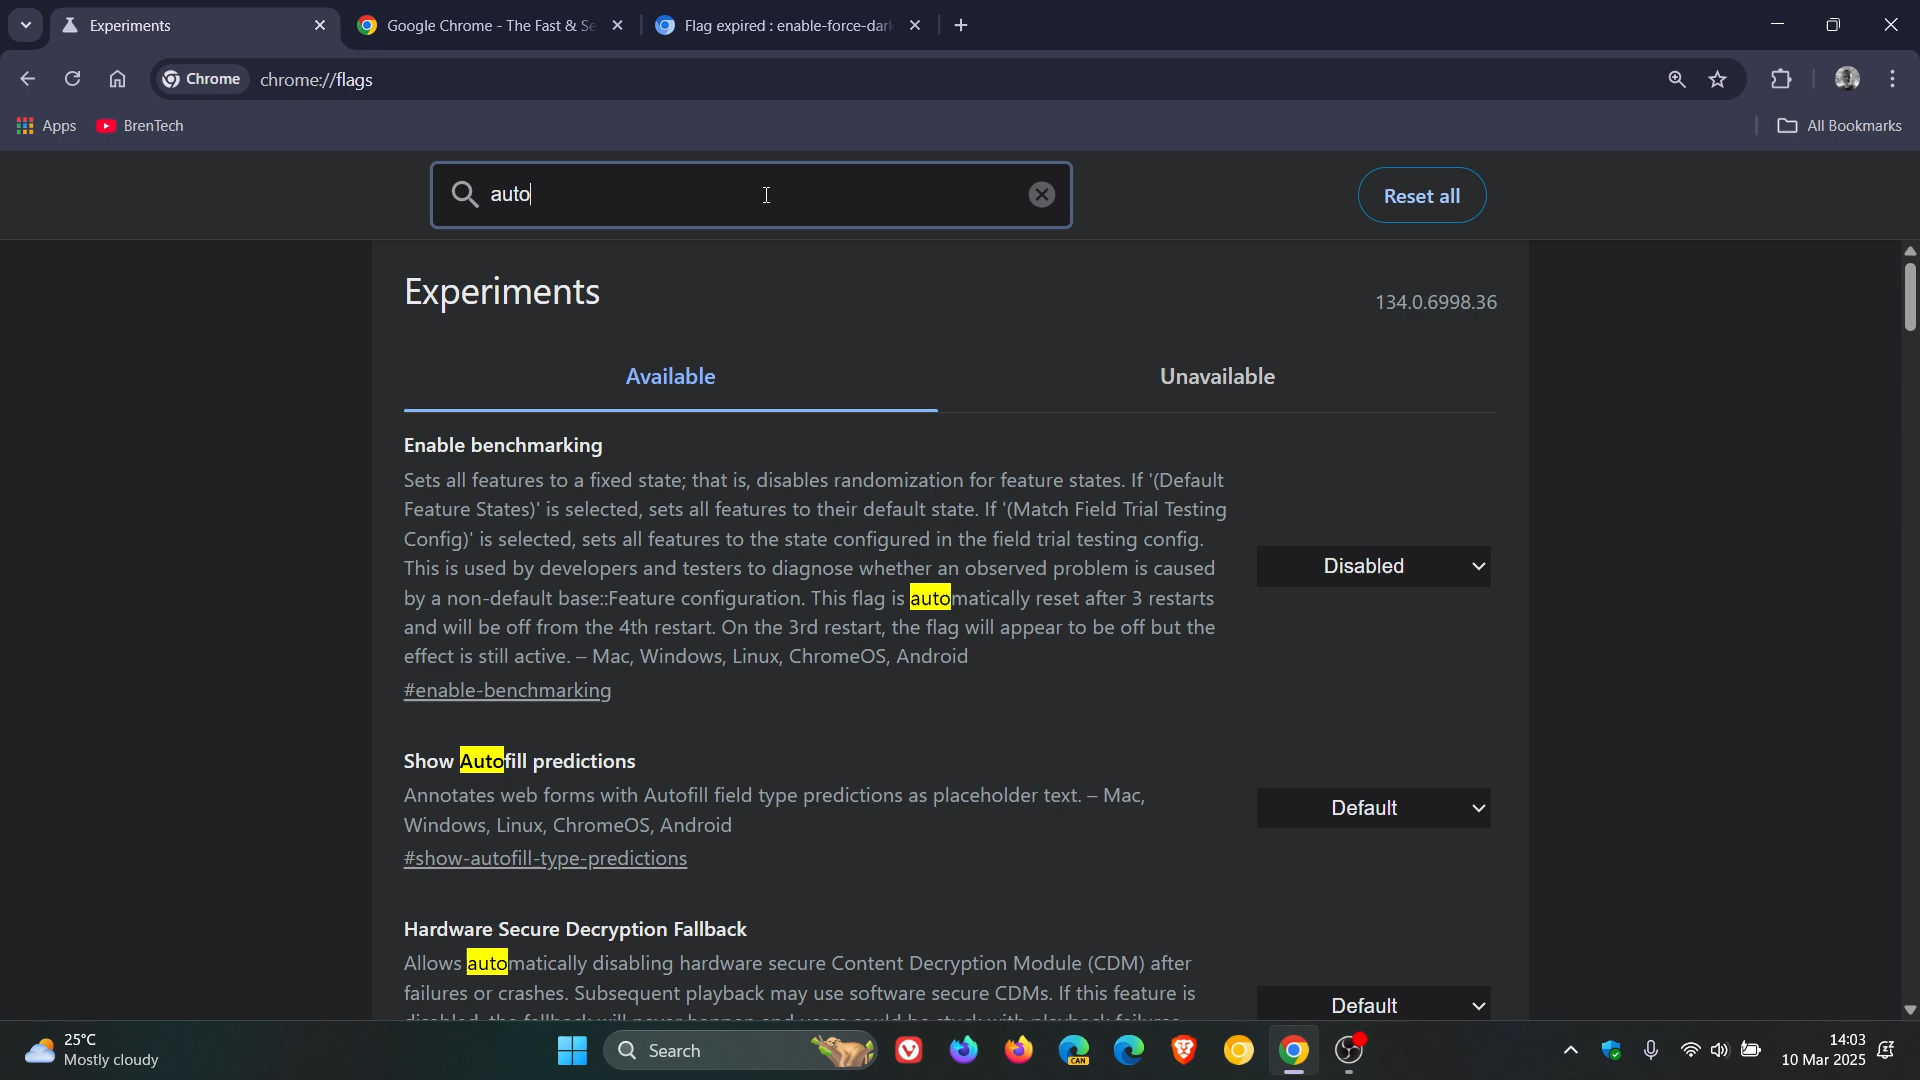 Experiments
Google Chrome - The Fast & Se
Flag expired : enable-force-dar
Chrome
chrome://flags
Apps
BrenTech
All Bookmarks
auto
Reset all
Experiments
134.0.6998.36
Available
Unavailable
Enable benchmarking
Sets all features to a fixed state; that is, disables randomization for feature states. If '(Default
Feature States)' is selected, sets all features to their default state. If '(Match Field Trial Testing
Config)' is selected, sets all features to the state configured in the field trial testing config.
This is used by developers and testers to diagnose whether an observed problem is caused
by a non-default base::Feature configuration. This flag is automatically reset after 3 restarts
and will be off from the 4th restart. On the 3rd restart, the flag will appear to be off but the
effect is still active. – Mac, Windows, Linux, ChromeOS, Android
#enable-benchmarking
Disabled
Show Autofill predictions
Annotates web forms with Autofill field type predictions as placeholder text. – Mac,
Windows, Linux, ChromeOS, Android
#show-autofill-type-predictions
Default
Hardware Secure Decryption Fallback
Allows automatically disabling hardware secure Content Decryption Module (CDM) after
failures or crashes. Subsequent playback may use software secure CDMs. If this feature is
Default
25°C
Mostly cloudy
Search
CAN
14:03
10 Mar 2025